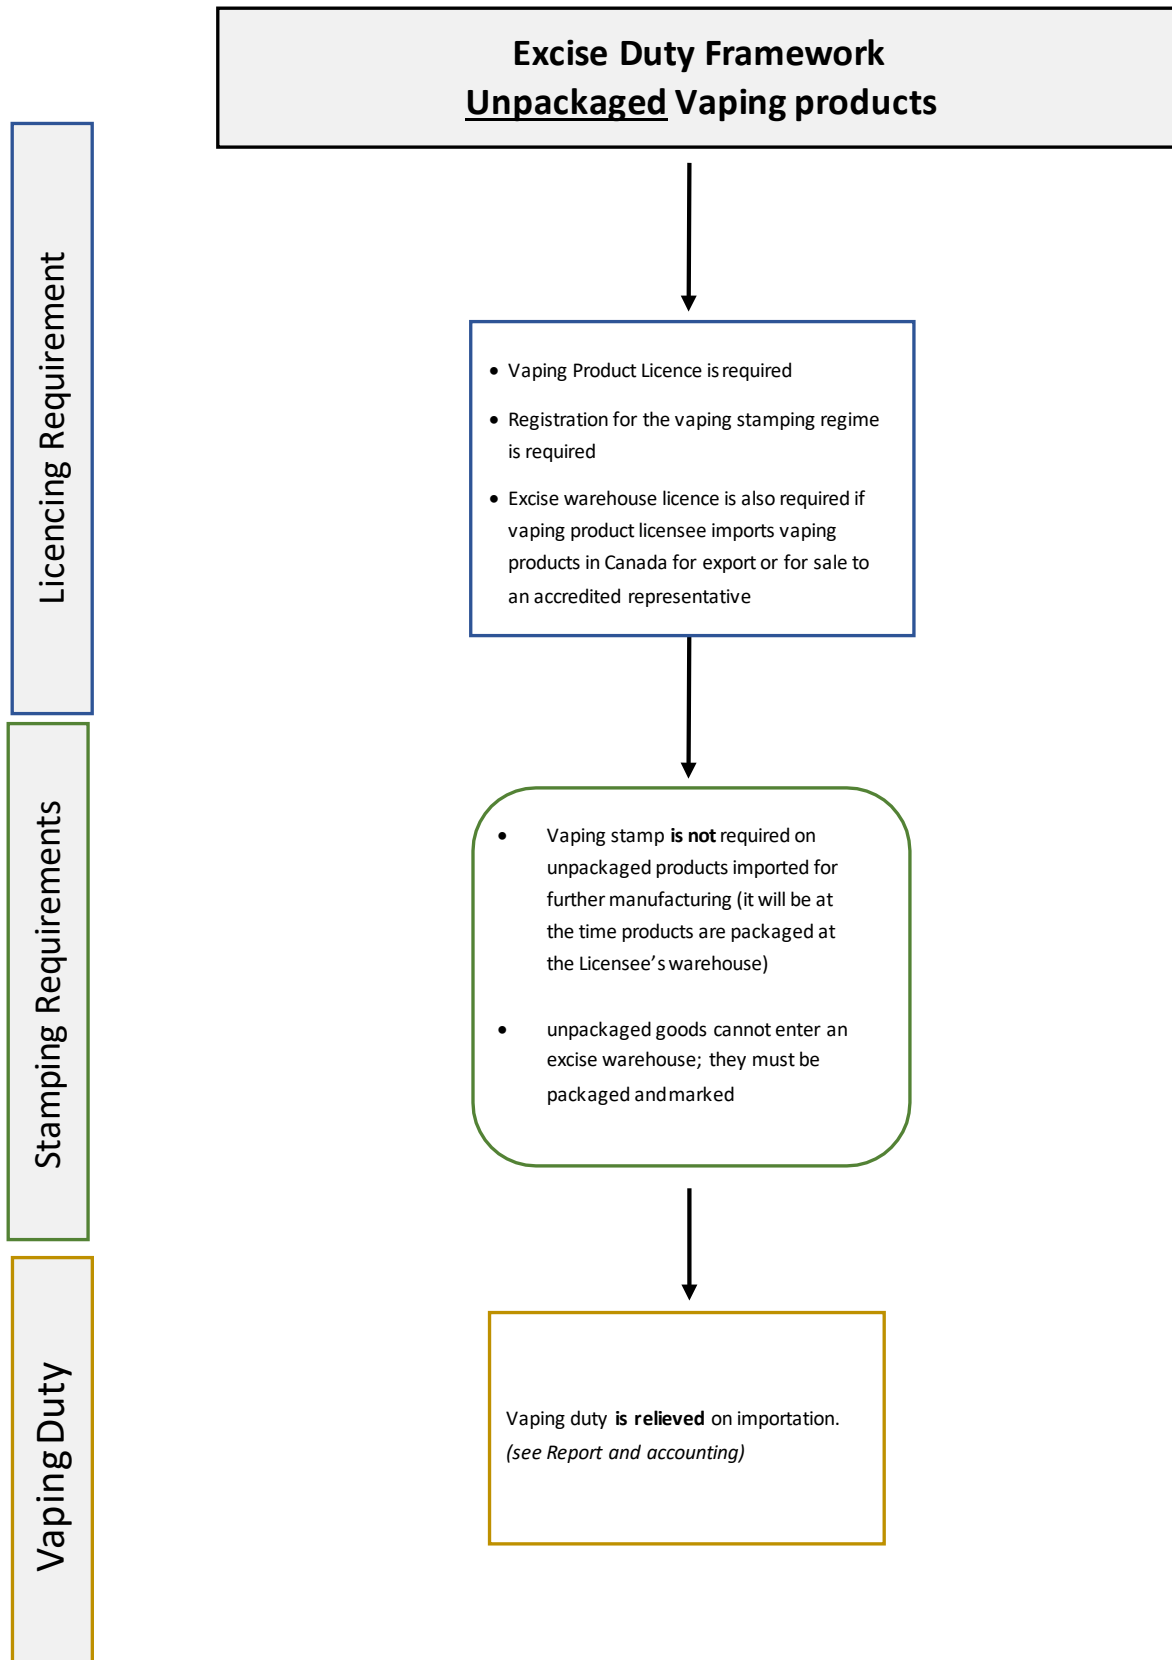 Excise Duty Framework
Unpackaged Vaping products
Licencing Requirement
• Vaping Product Licence is required
• Registration for the vaping stamping regime
is required
• Excise warehouse licence is also required if
vaping product licensee imports vaping
products in Canada for export or for sale to
an accredited representative
Stamping Requirements
• Vaping stamp is not required on
unpackaged products imported for
further manufacturing (it will be at
the time products are packaged at
the Licensee’s warehouse)
• unpackaged goods cannot enter an
excise warehouse; they must be
packaged and marked
Vaping Duty
Vaping duty is relieved on importation.
(see Report and accounting)